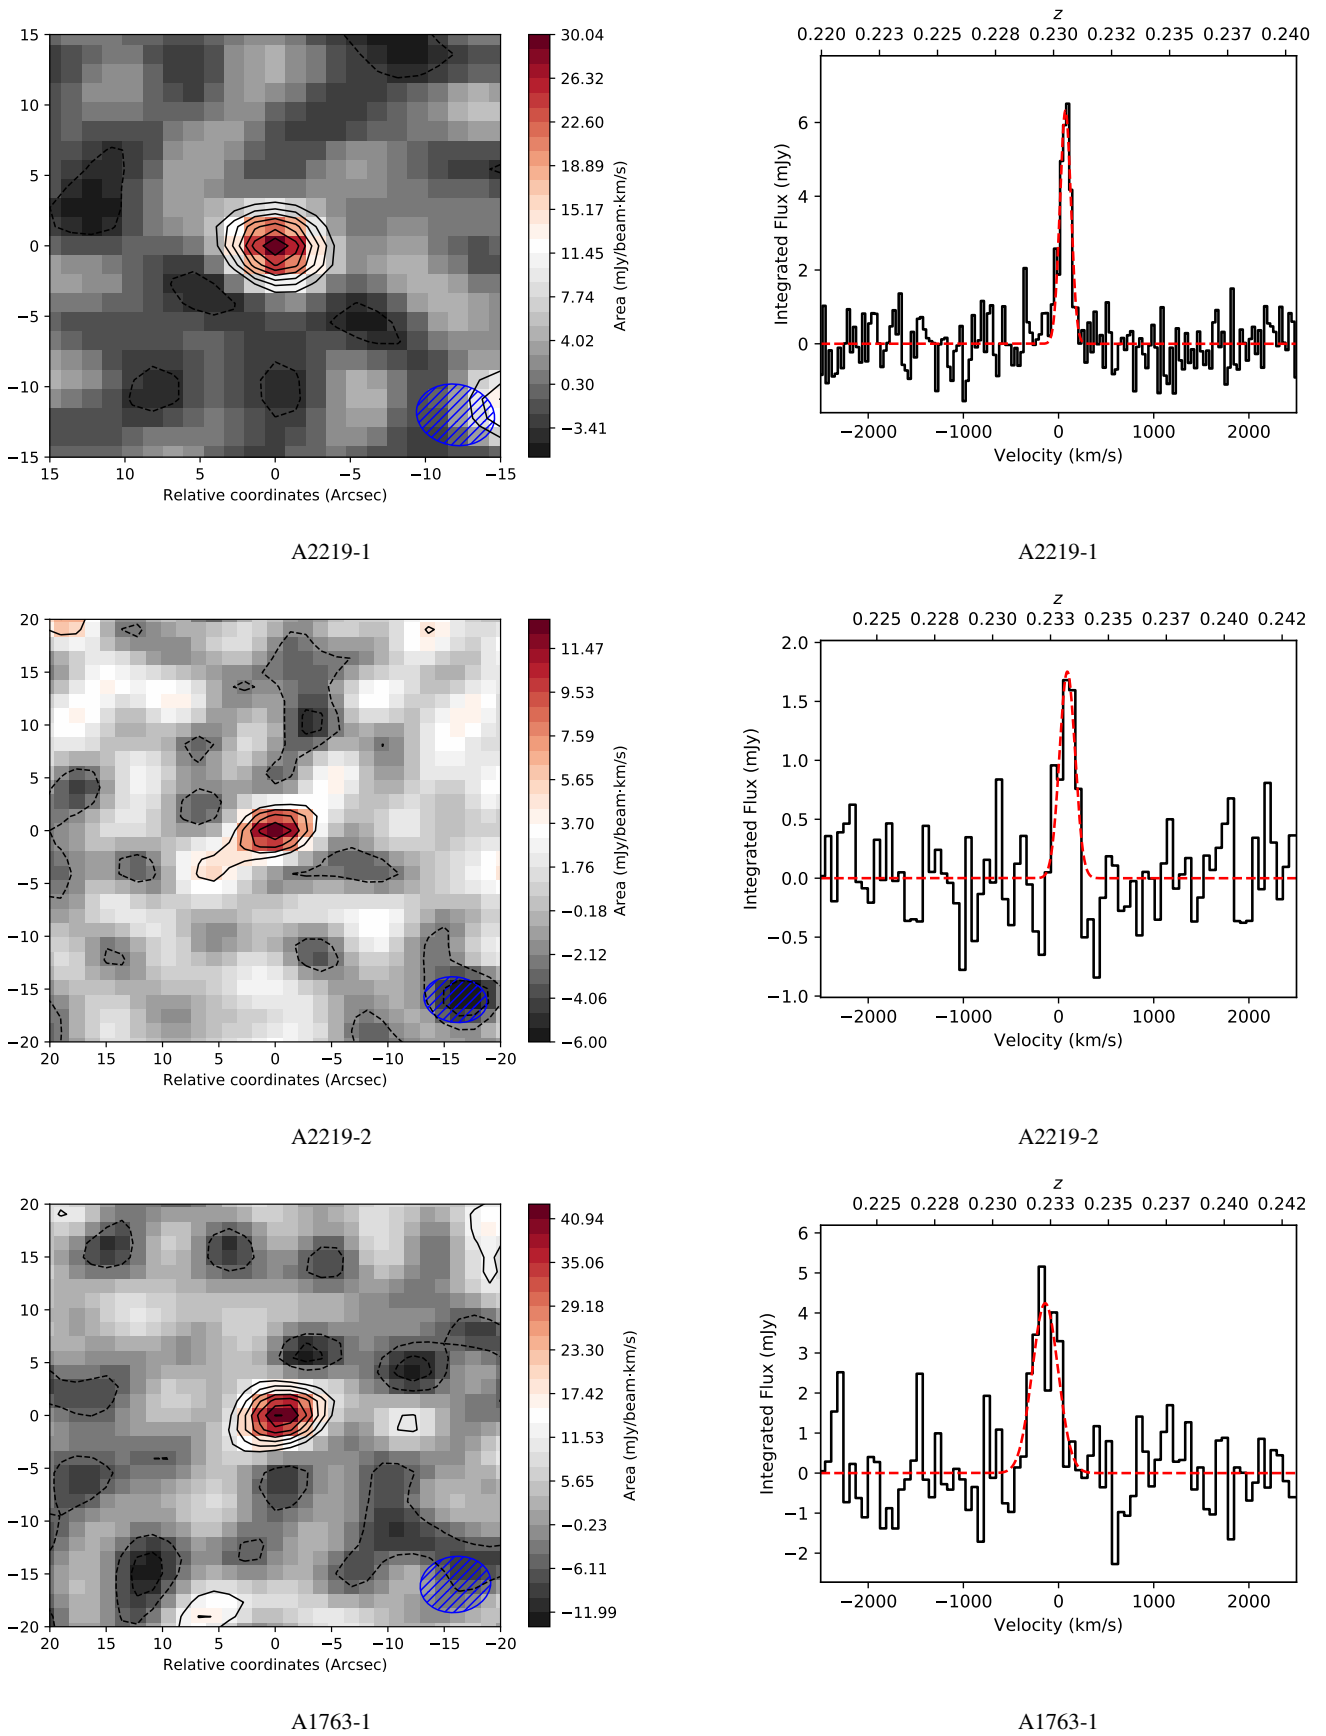 z
0.220 0.223 0.225 0.228 0.230 0.232 0.235 0.237 0.240
15 10 5 0 −5 −10 −15
30.04 26.32 22.60 18.89 15.17 11.45 7.74 4.02 0.30 −3.41
Area (mJy/beam·km/s)
15 10 5 0 −5 −10 −15
Relative coordinates (Arcsec)
6 4 2 0
Integrated Flux (mJy)
−2000 −1000 0 1000 2000
Velocity (km/s)
A2219-1
A2219-1
z
0.225 0.228 0.230 0.233 0.235 0.237 0.240 0.242
20 15 10 5 0 −5 −10 −15 −20
11.47 9.53 7.59 5.65 3.70 1.76 −0.18 −2.12 −4.06 −6.00
Area (mJy/beam·km/s)
20 15 10 5 0 −5 −10 −15 −20
Relative coordinates (Arcsec)
2.0 1.5 1.0 0.5 0.0 −0.5 −1.0
Integrated Flux (mJy)
−2000 −1000 0 1000 2000
Velocity (km/s)
A2219-2
A2219-2
z
0.225 0.228 0.230 0.233 0.235 0.237 0.240 0.242
20 15 10 5 0 −5 −10 −15 −20
40.94 35.06 29.18 23.30 17.42 11.53 5.65 −0.23 −6.11 −11.99
Area (mJy/beam·km/s)
20 15 10 5 0 −5 −10 −15 −20
Relative coordinates (Arcsec)
6 5 4 3 2 1 0 −1 −2
Integrated Flux (mJy)
−2000 −1000 0 1000 2000
Velocity (km/s)
A1763-1
A1763-1